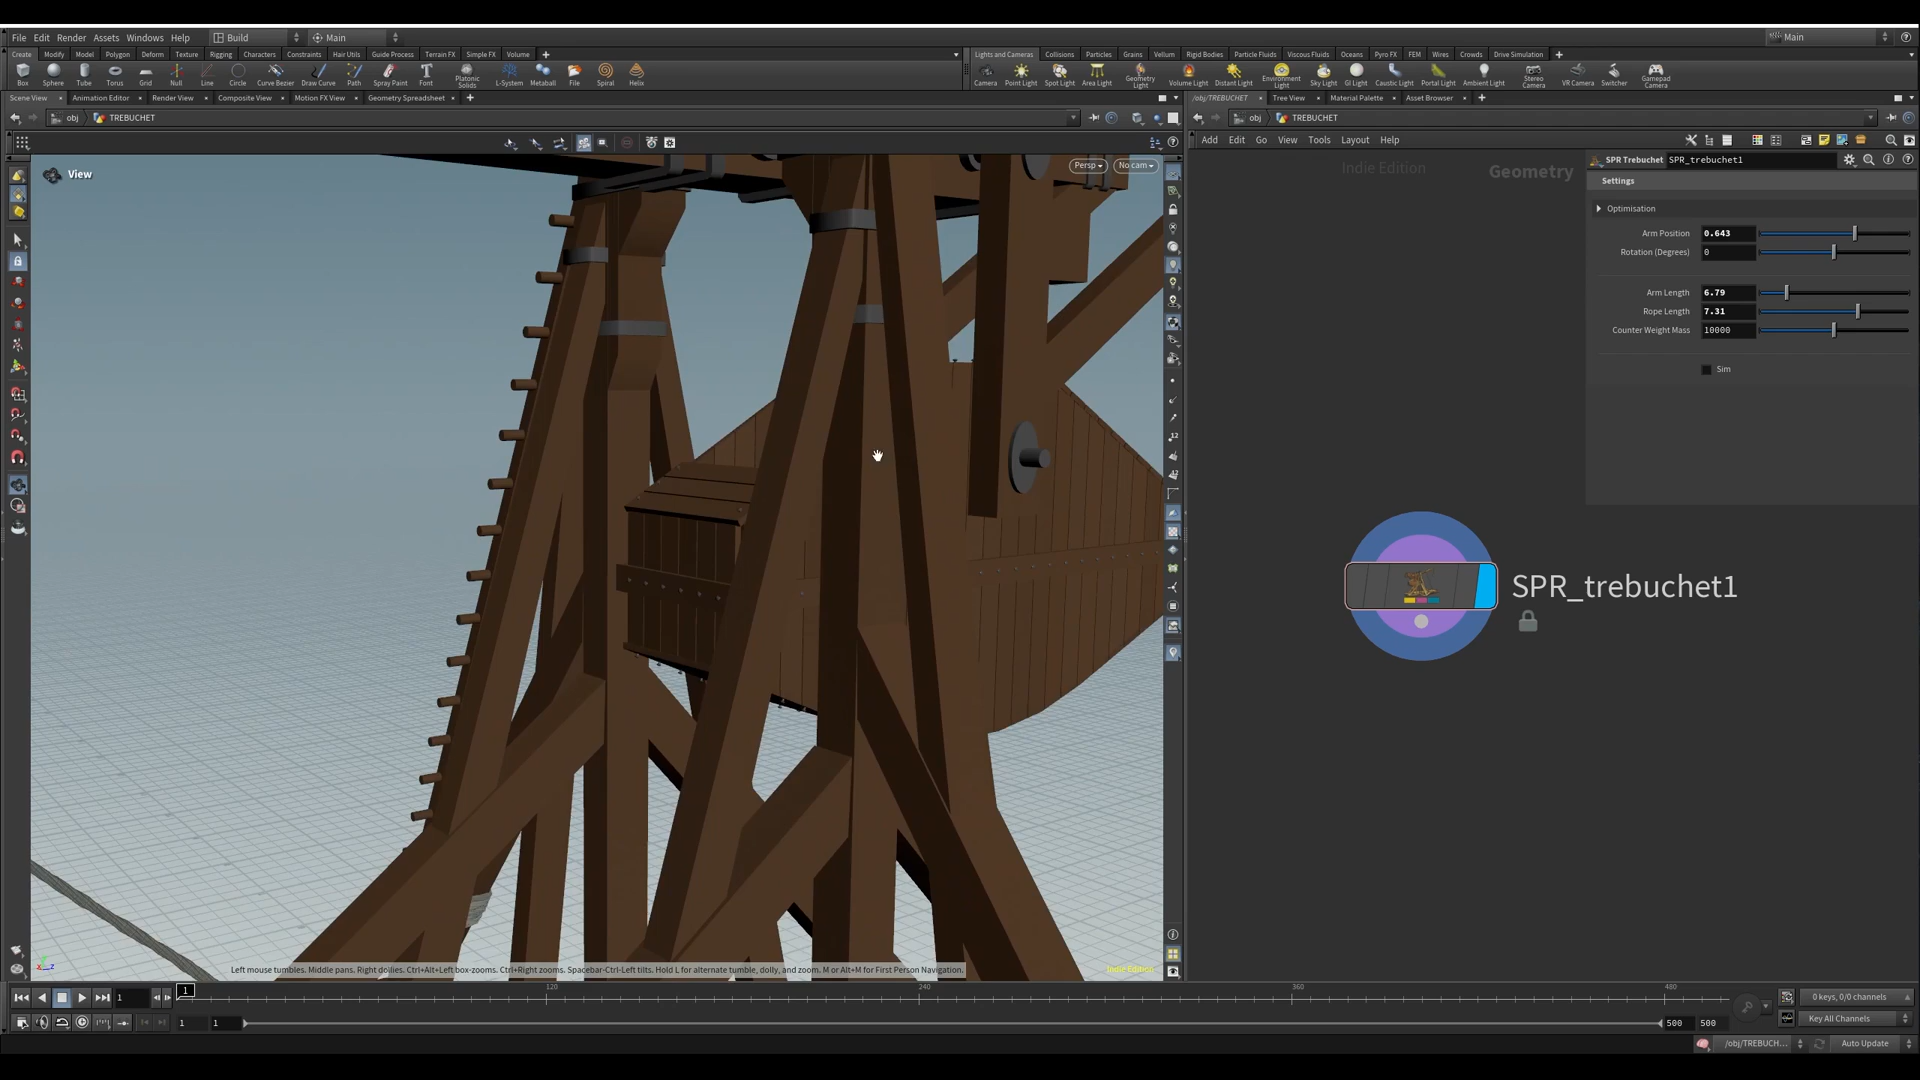 File Edit Render Assets Windows Help Build Main Main
Create Modify Model Polygon Deform Texture Rigging Characters Constraints Hair Utils Guide Process Terrain FX Simple FX Volume
Lights and Cameras Collisions Particles Grains Vellum Rigid Bodies Particle Fluids Viscous Fluids Oceans Pyro FX FEM Wires Crowds Drive Simulation
Box Sphere Tube Torus Grid Null Line Circle Curve Bezier Draw Curve Path Spray Paint Font Platonic Solids L-System Metaball File Spiral Helix
Camera Point Light Spot Light Area Light Geometry Light Volume Light Distant Light Environment Light Sky Light GI Light Caustic Light Portal Light Ambient Light Stereo Camera VR Camera Switcher Gamepad Camera
Scene View Animation Editor Render View Composite View Motion FX View Geometry Spreadsheet
/obj/TREBUCHET Tree View Material Palette Asset Browser
obj TREBUCHET
obj TREBUCHET
Add Edit Go View Tools Layout Help
View
Persp No cam
Indie Edition
Geometry
SPR Trebuchet SPR_trebuchet1
Settings
Optimisation
Arm Position 0.643
Rotation (Degrees) 0
Arm Length 6.79
Rope Length 7.31
Counter Weight Mass 10000
Sim
SPR_trebuchet1
Left mouse tumbles. Middle pans. Right dollies. Ctrl+Alt+Left box-zooms. Ctrl+Right zooms. Spacebar-Ctrl-Left tilts. Hold L for alternate tumble, dolly, and zoom. M or Alt+M for First Person Navigation.
Indie Edition
1 1 120 240 360 480
0 keys, 0/0 channels
1 1 500 500
Key All Channels
/obj/TREBUCH... Auto Update